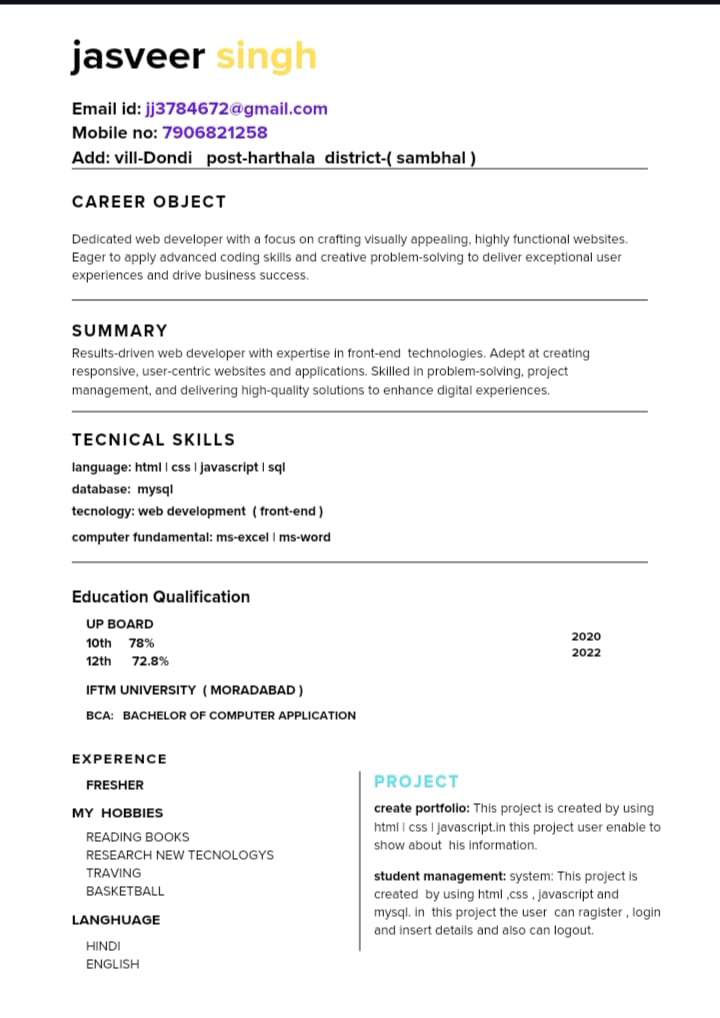 jasveer singh
Email id: jj3784672@gmail.com
Mobile no: 7906821258
Add: vill-Dondi post-harthala district-( sambhal )
CAREER OBJECT
Dedicated web developer with a focus on crafting visually appealing, highly functional websites.
Eager to apply advanced coding skills and creative problem-solving to deliver exceptional user
experiences and drive business success.
SUMMARY
Results-driven web developer with expertise in front-end technologies. Adept at creating
responsive, user-centric websites and applications. Skilled in problem-solving, project
management, and delivering high-quality solutions to enhance digital experiences.
TECNICAL SKILLS
language: html | css | javascript | sql
database: mysql
tecnology: web development ( front-end )
computer fundamental: ms-excel | ms-word
Education Qualification
UP BOARD
10th 78% 2020
12th 72.8% 2022
IFTM UNIVERSITY ( MORADABAD )
BCA: BACHELOR OF COMPUTER APPLICATION
EXPERENCE
FRESHER
MY HOBBIES
READING BOOKS
RESEARCH NEW TECNOLOGYS
TRAVING
BASKETBALL
LANGHUAGE
HINDI
ENGLISH
PROJECT
create portfolio: This project is created by using
html | css | javascript.in this project user enable to
show about his information.
student management: system: This project is
created by using html ,css , javascript and
mysql. in this project the user can ragister , login
and insert details and also can logout.